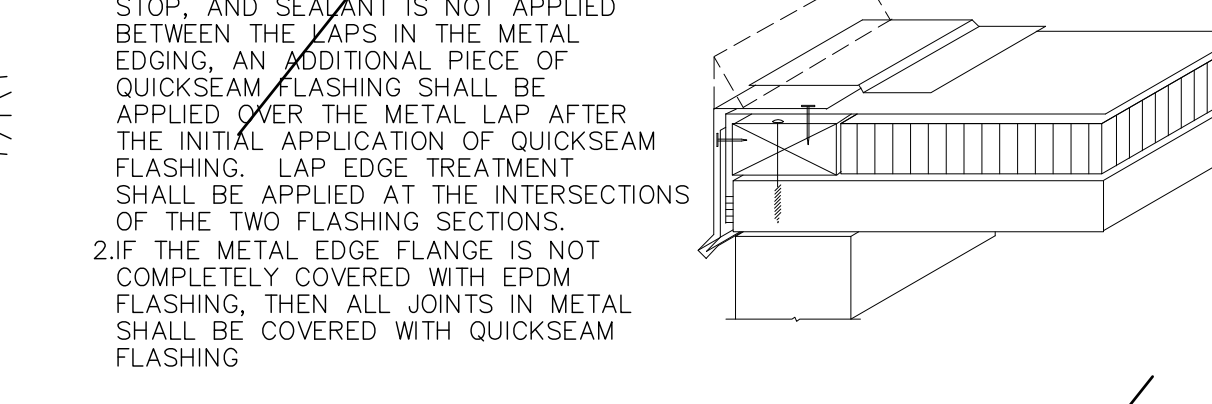 STOP, AND SEALANT IS NOT APPLIED
BETWEEN THE LAPS IN THE METAL
EDGING, AN ADDITIONAL PIECE OF
QUICKSEAM FLASHING SHALL BE
APPLIED OVER THE METAL LAP AFTER
THE INITIAL APPLICATION OF QUICKSEAM
FLASHING. LAP EDGE TREATMENT
SHALL BE APPLIED AT THE INTERSECTIONS
OF THE TWO FLASHING SECTIONS.
2.IF THE METAL EDGE FLANGE IS NOT
COMPLETELY COVERED WITH EPDM
FLASHING, THEN ALL JOINTS IN METAL
SHALL BE COVERED WITH QUICKSEAM
FLASHING